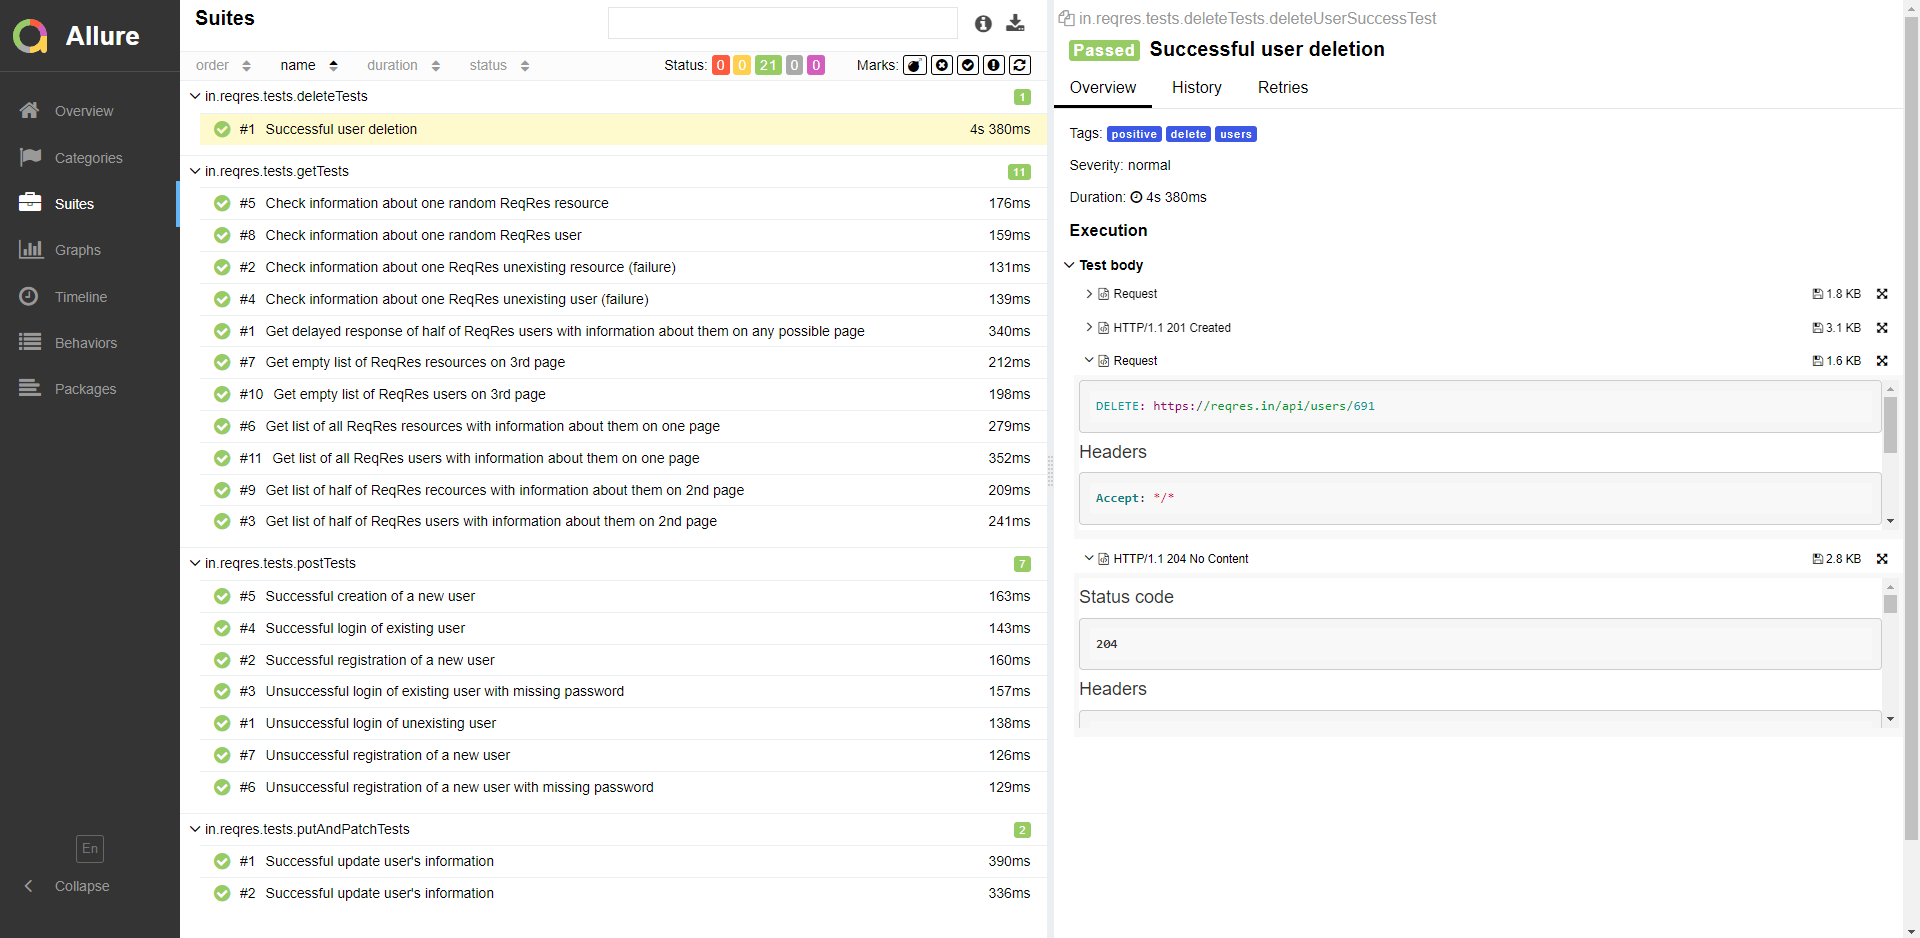 Allure
Overview
Categories
Suites
Graphs
Timeline
Behaviors
Packages
En
Collapse
Suites
order name duration status Status: 0 0 21 0 0 Marks:
in.reqres.tests.deleteTests 1
#1 Successful user deletion 4s 380ms
in.reqres.tests.getTests 11
#5 Check information about one random ReqRes resource 176ms
#8 Check information about one random ReqRes user 159ms
#2 Check information about one ReqRes unexisting resource (failure) 131ms
#4 Check information about one ReqRes unexisting user (failure) 139ms
#1 Get delayed response of half of ReqRes users with information about them on any possible page 340ms
#7 Get empty list of ReqRes resources on 3rd page 212ms
#10 Get empty list of ReqRes users on 3rd page 198ms
#6 Get list of all ReqRes resources with information about them on one page 279ms
#11 Get list of all ReqRes users with information about them on one page 352ms
#9 Get list of half of ReqRes recources with information about them on 2nd page 209ms
#3 Get list of half of ReqRes users with information about them on 2nd page 241ms
in.reqres.tests.postTests 7
#5 Successful creation of a new user 163ms
#4 Successful login of existing user 143ms
#2 Successful registration of a new user 160ms
#3 Unsuccessful login of existing user with missing password 157ms
#1 Unsuccessful login of unexisting user 138ms
#7 Unsuccessful registration of a new user 126ms
#6 Unsuccessful registration of a new user with missing password 129ms
in.reqres.tests.putAndPatchTests 2
#1 Successful update user's information 390ms
#2 Successful update user's information 336ms
in.reqres.tests.deleteTests.deleteUserSuccessTest
Passed Successful user deletion
Overview History Retries
Tags: positive delete users
Severity: normal
Duration: 4s 380ms
Execution
Test body
Request 1.8 KB
HTTP/1.1 201 Created 3.1 KB
Request 1.6 KB
DELETE: https://reqres.in/api/users/691
Headers
Accept: */*
HTTP/1.1 204 No Content 2.8 KB
Status code
204
Headers